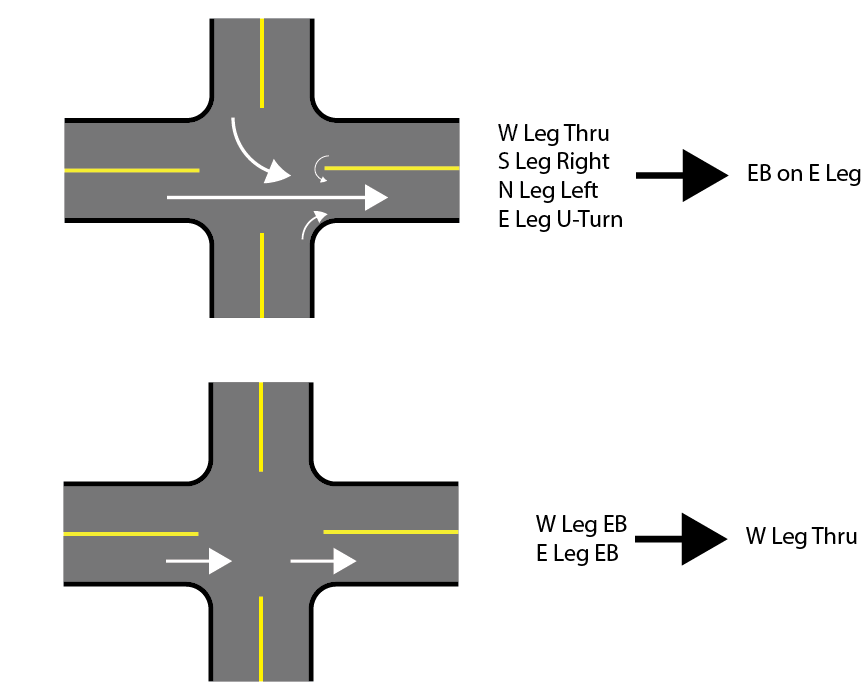 W Leg Thru
S Leg Right
N Leg Left
E Leg U-Turn
EB on E Leg
W Leg EB
E Leg EB
W Leg Thru